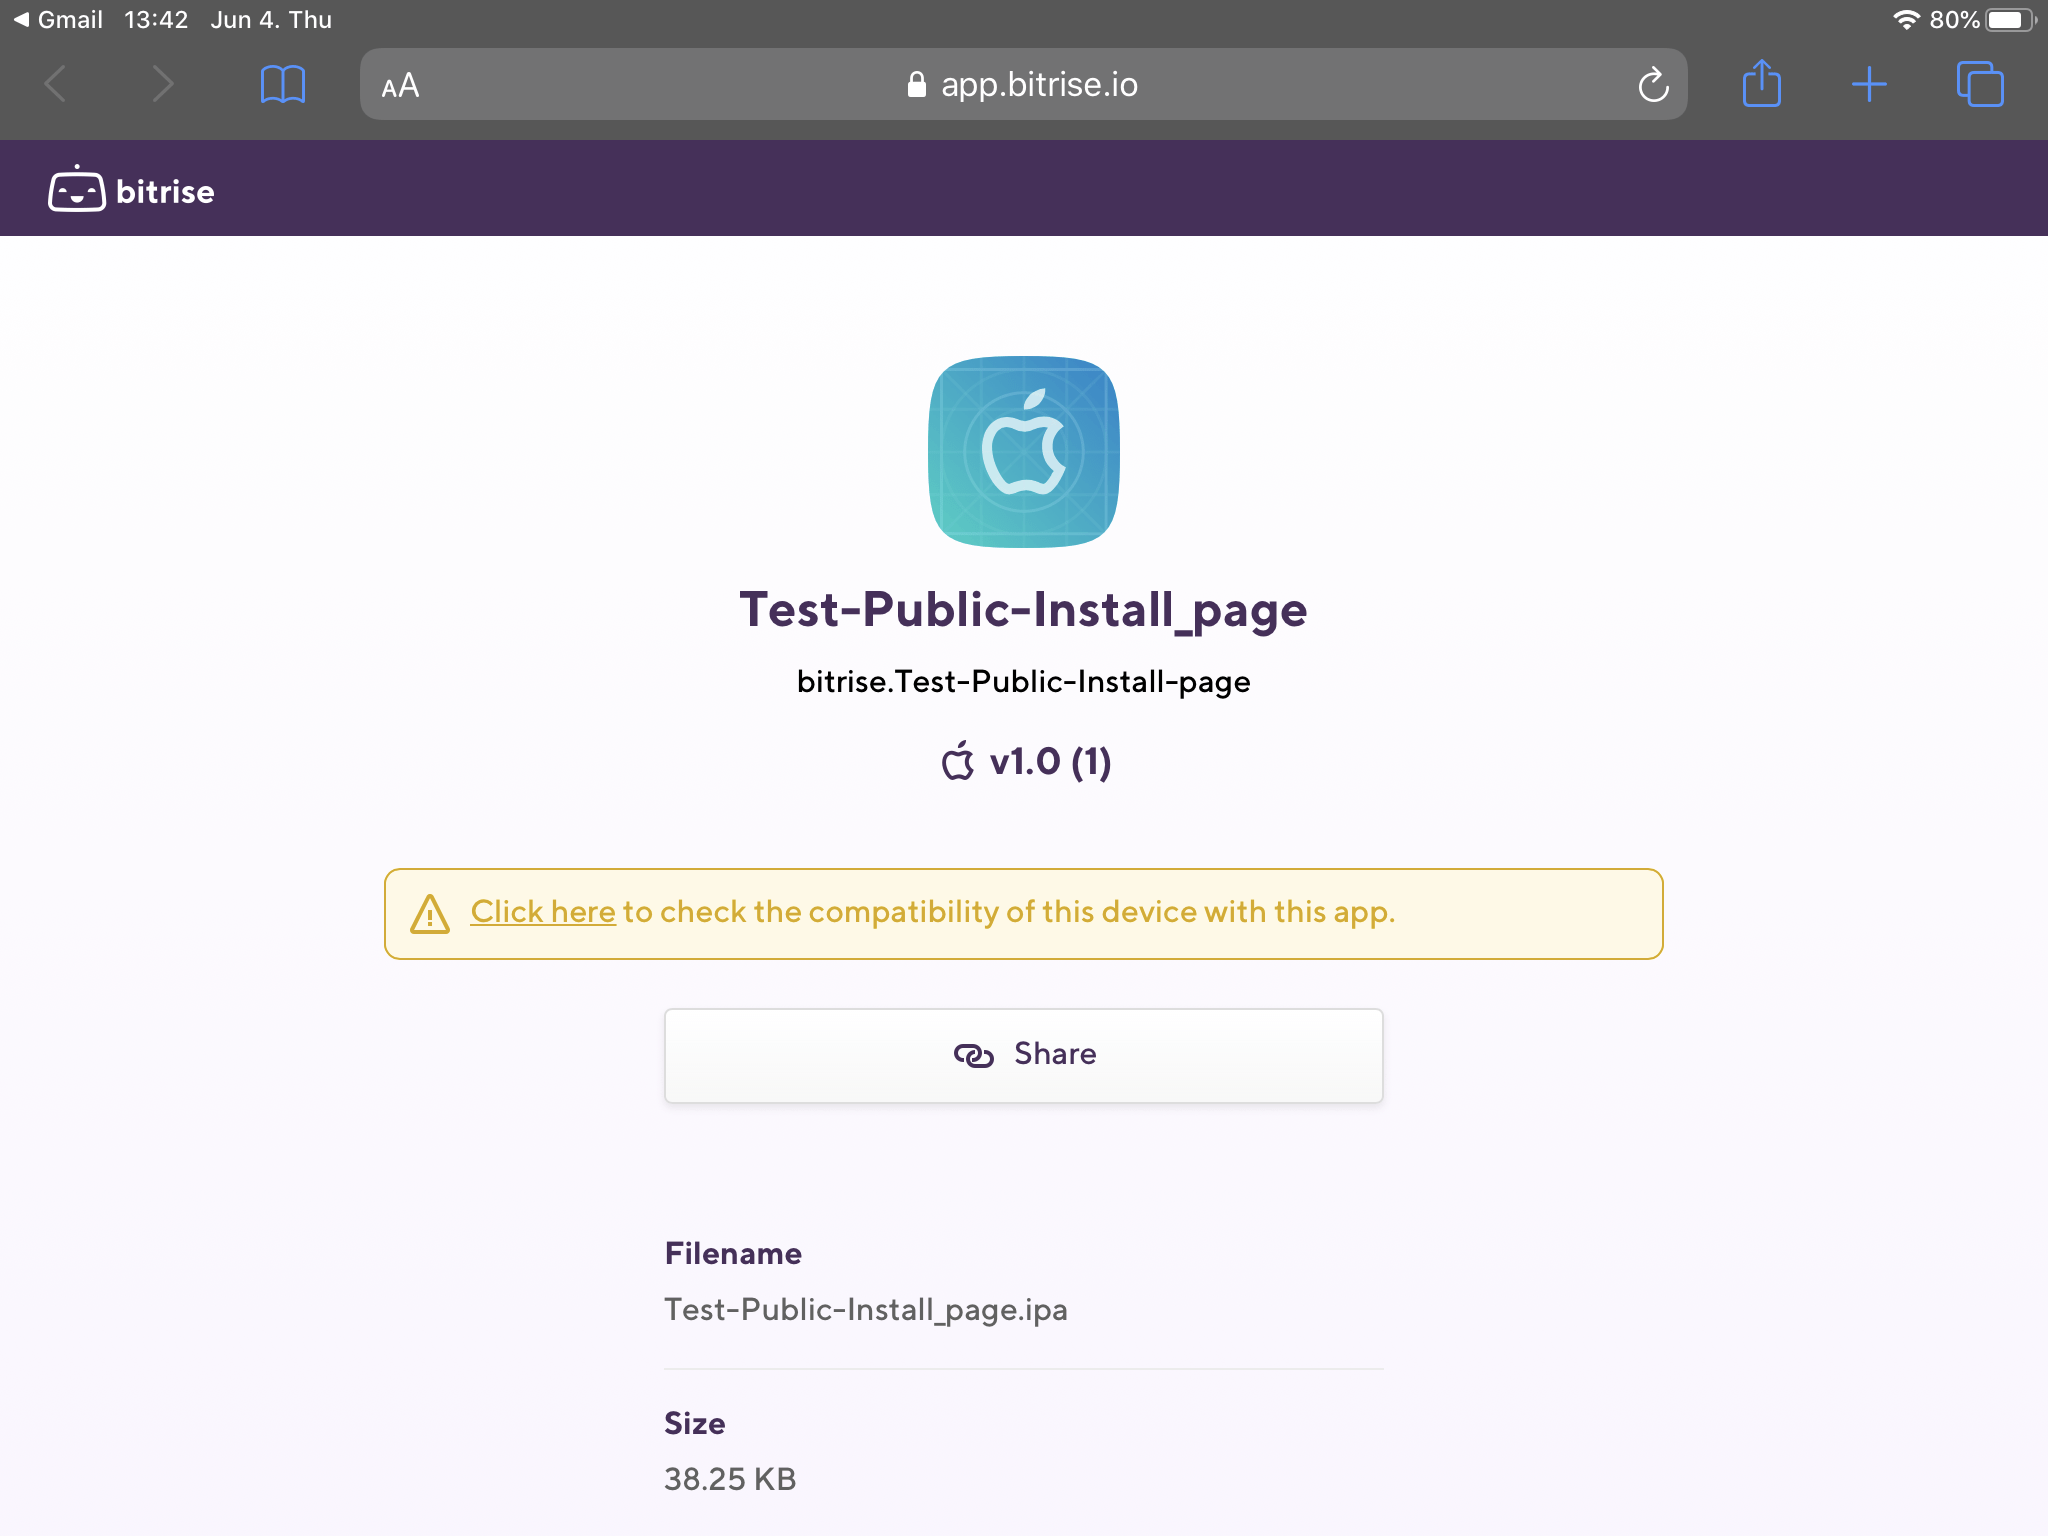 Gmail 13:42 Jun 4. Thu 80%
AA app.bitrise.io
bitrise
Test-Public-Install_page
bitrise.Test-Public-Install-page
v1.0 (1)
Click here to check the compatibility of this device with this app.
Share
Filename
Test-Public-Install_page.ipa
Size
38.25 KB